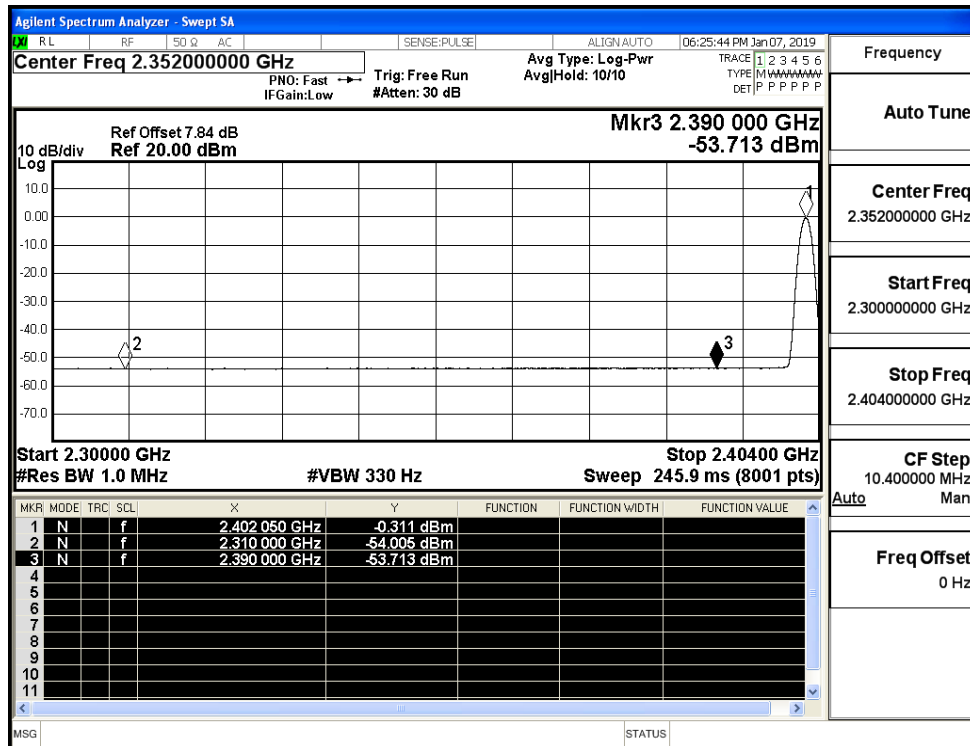 Agilent Spectrum Analyzer - Swept SA
LXI RL RF 50 Ω AC SENSE:PULSE ALIGN AUTO 06:25:44 PM Jan 07, 2019
Center Freq 2.352000000 GHz
PNO: Fast
IFGain:Low
Trig: Free Run
#Atten: 30 dB
Avg Type: Log-Pwr
Avg|Hold: 10/10
TRACE 1 2 3 4 5 6
TYPE M WWWWW
DET P P P P P P
Ref Offset 7.84 dB
Ref 20.00 dBm
10 dB/div
Log
Mkr3 2.390 000 GHz
-53.713 dBm
10.0
0.00
-10.0
-20.0
-30.0
-40.0
-50.0
-60.0
-70.0
1
2
3
Start 2.30000 GHz Stop 2.40400 GHz
#Res BW 1.0 MHz #VBW 330 Hz Sweep 245.9 ms (8001 pts)
MKR MODE TRC SCL X Y FUNCTION FUNCTION WIDTH FUNCTION VALUE
1 N f 2.402 050 GHz -0.311 dBm
2 N f 2.310 000 GHz -54.005 dBm
3 N f 2.390 000 GHz -53.713 dBm
4
5
6
7
8
9
10
11
MSG STATUS
Frequency
Auto Tune
Center Freq
2.352000000 GHz
Start Freq
2.300000000 GHz
Stop Freq
2.404000000 GHz
CF Step
10.400000 MHz
Auto Man
Freq Offset
0 Hz